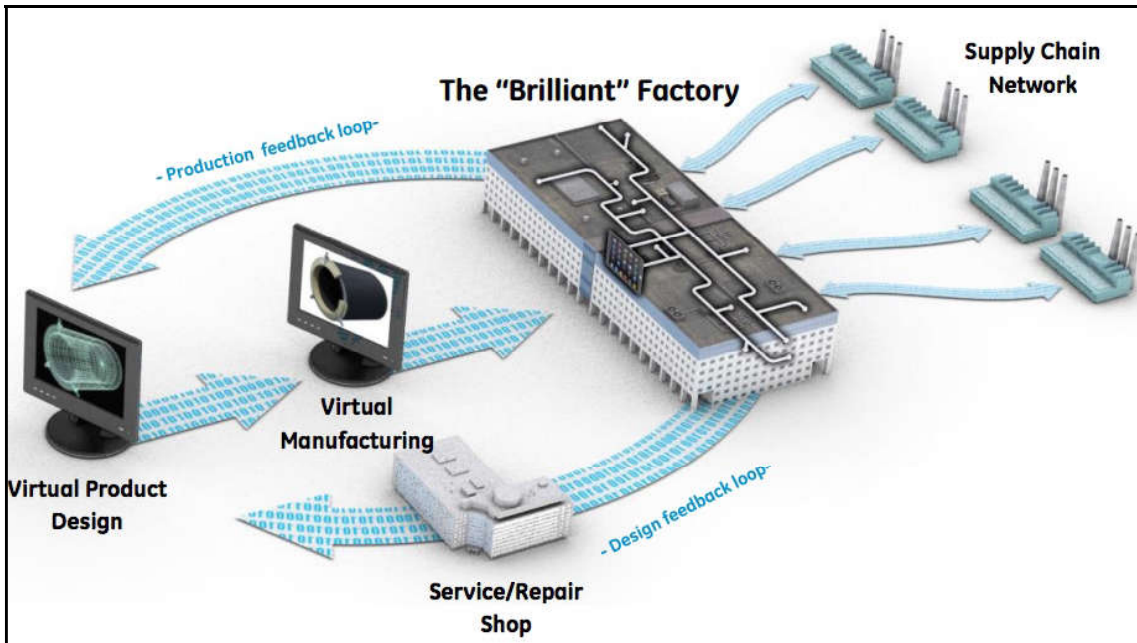 The “Brilliant” Factory
Supply Chain
Network
- Production feedback loop-
Virtual
Manufacturing
Virtual Product
Design
- Design feedback loop-
Service/Repair
Shop